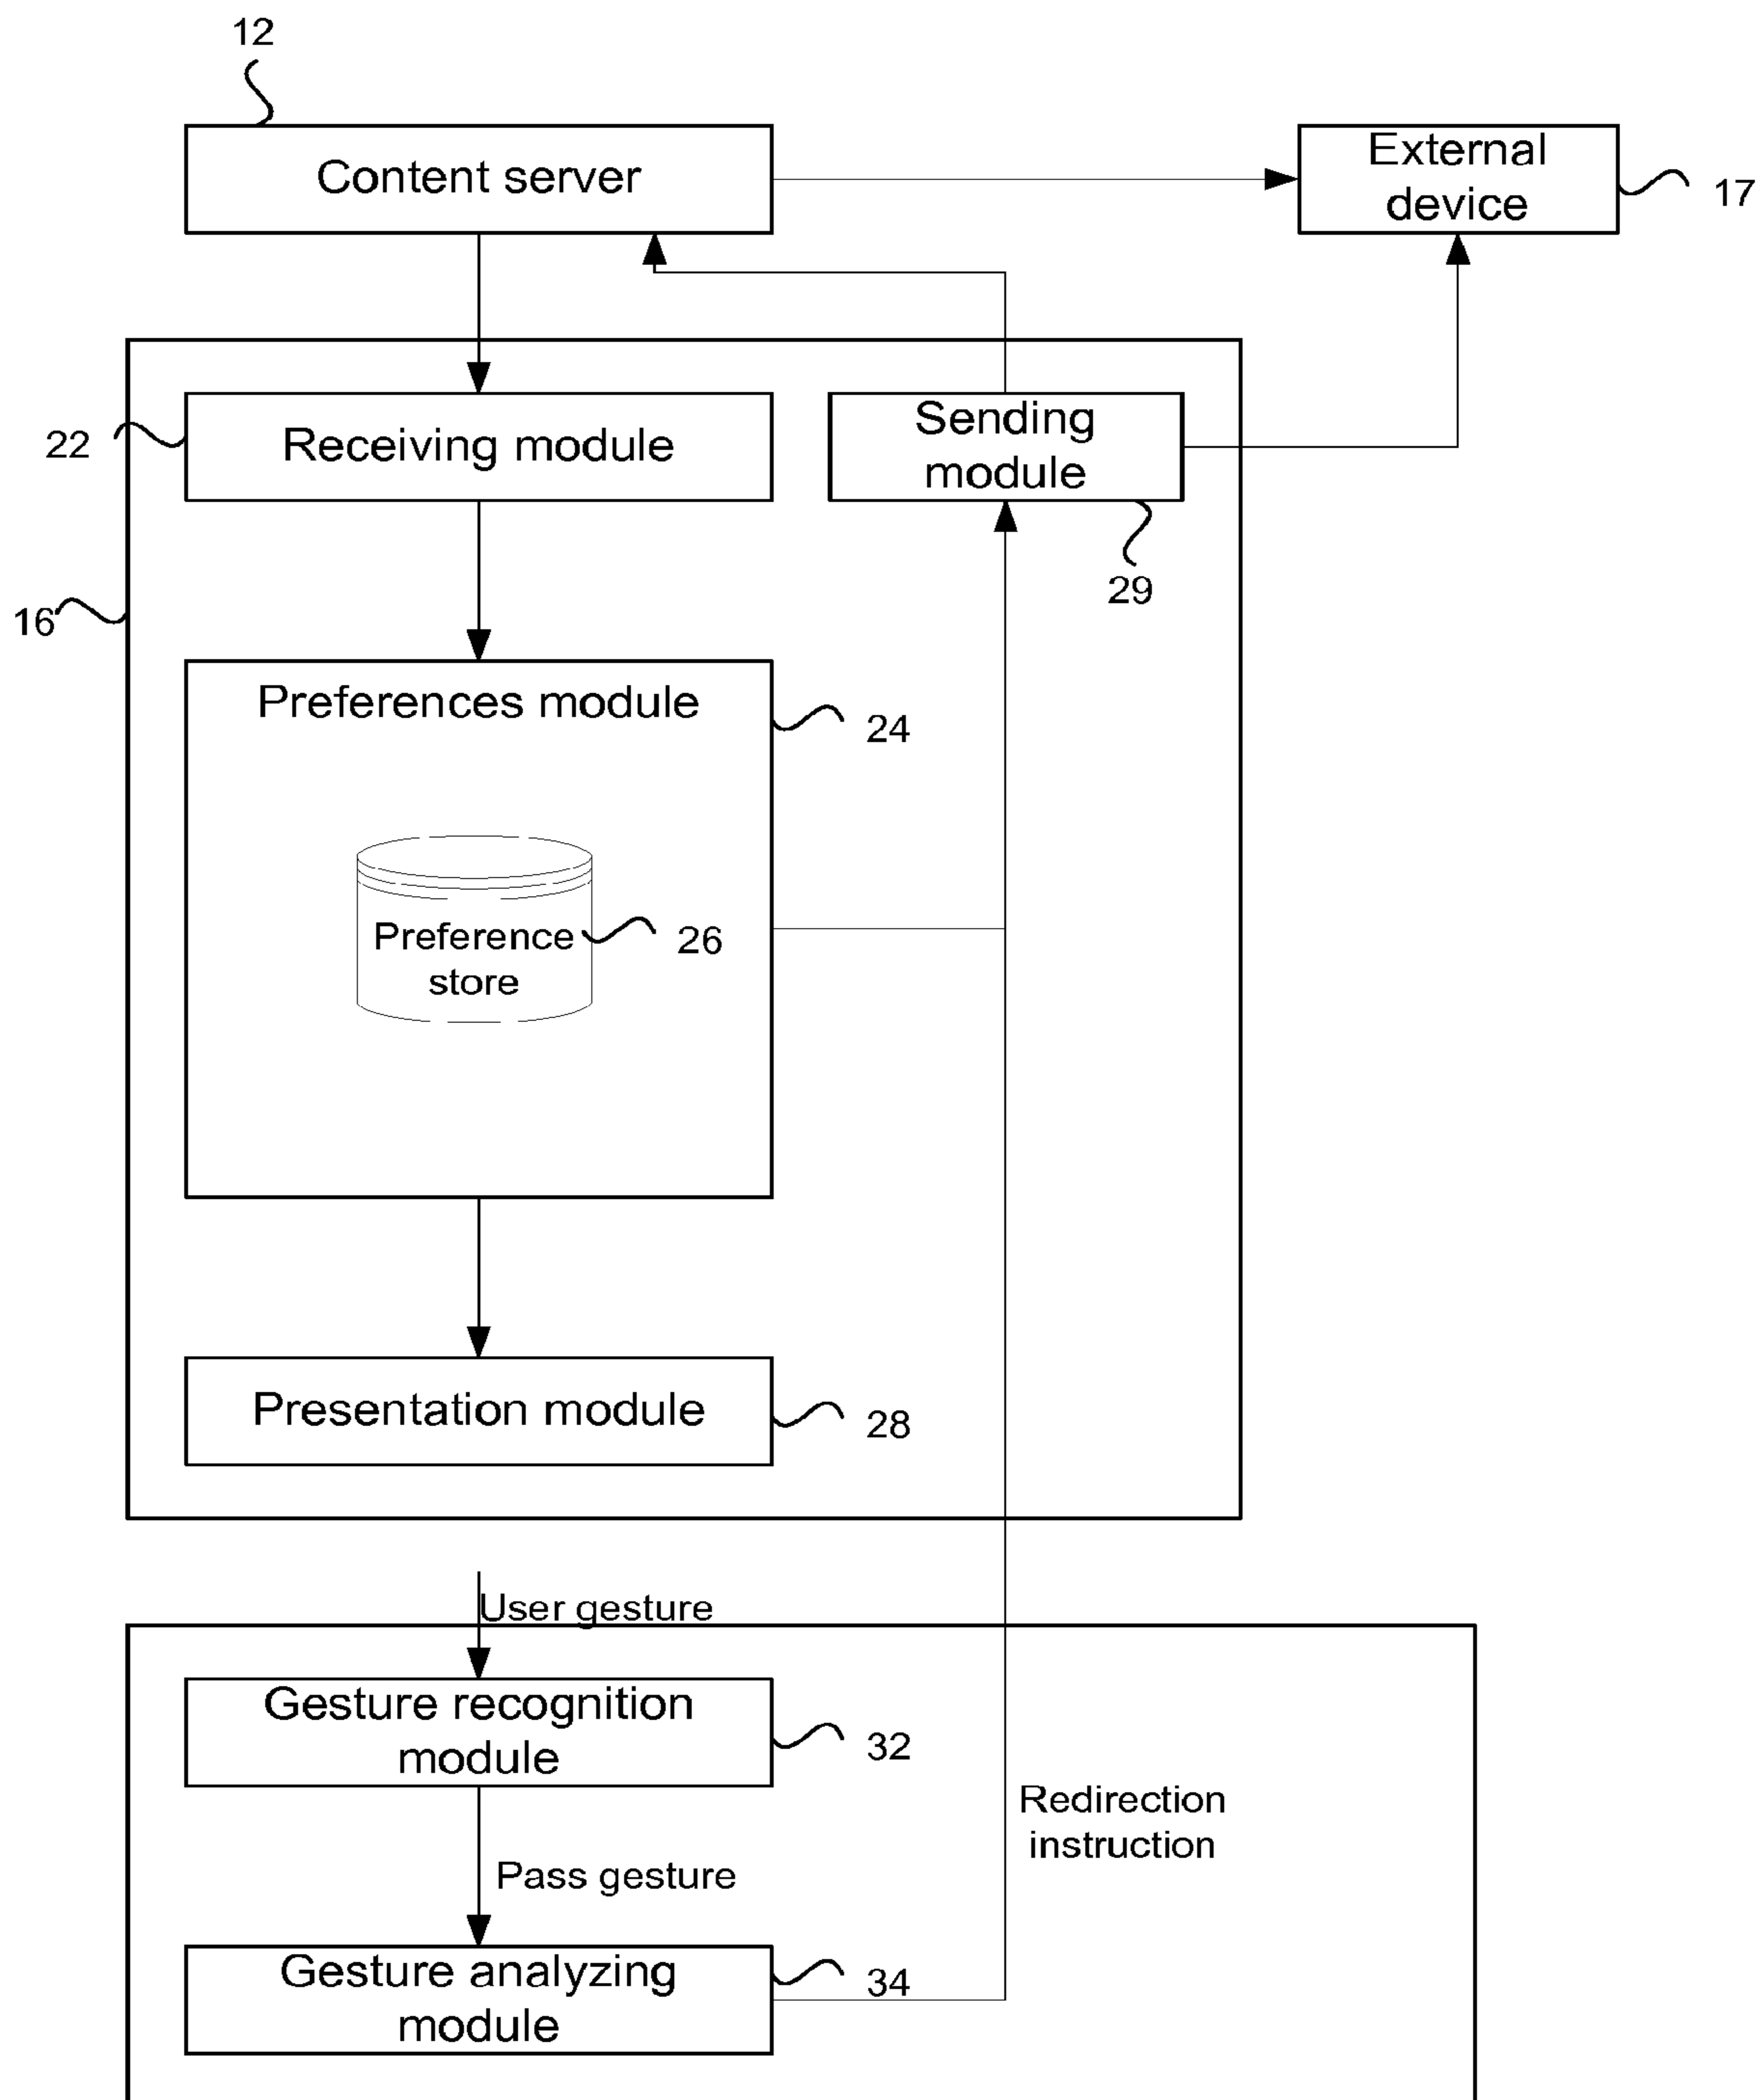 12
Content server
External
device
17
22
Receiving module
Sending
module
29
16
Preferences module
24
Preference
store
26
Presentation module
28
User gesture
Gesture recognition
module
32
Redirection
instruction
Pass gesture
Gesture analyzing
module
34